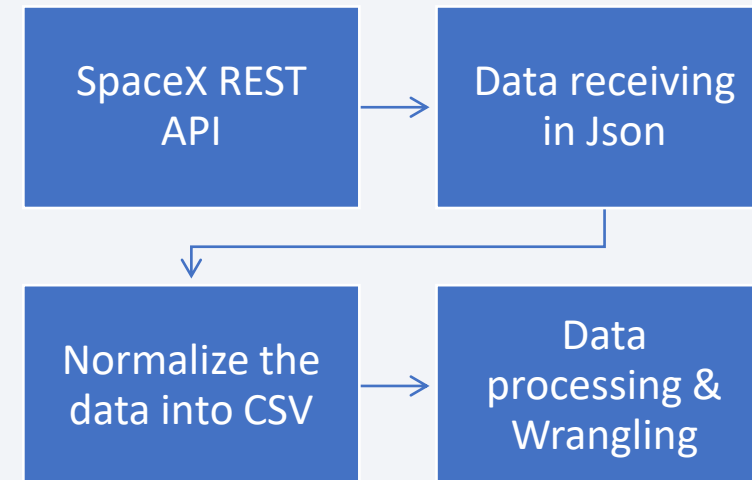 SpaceX REST
API
Data receiving
in Json
Normalize the
data into CSV
Data
processing &
Wrangling